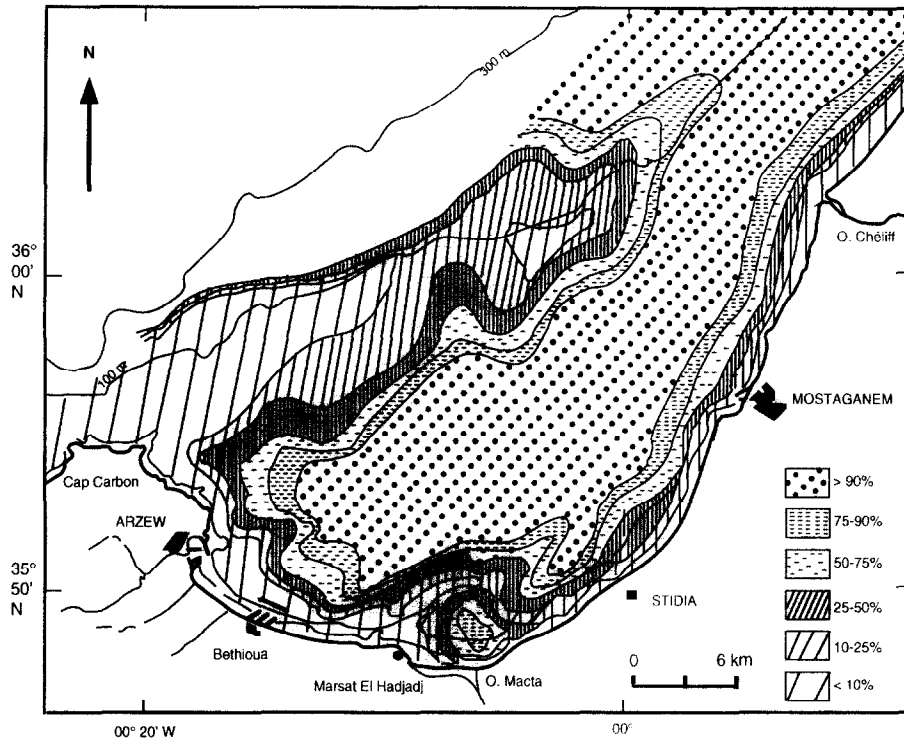 N
300 m
36°
00'
N
O. Chéliff
100 m
MOSTAGANEM
Cap Carbon
ARZEW
> 90%
75-90%
50-75%
25-50%
10-25%
< 10%
35°
50'
N
STIDIA
Bethioua
0 6 km
Marsat El Hadjadj
O. Macta
00° 20' W
00°